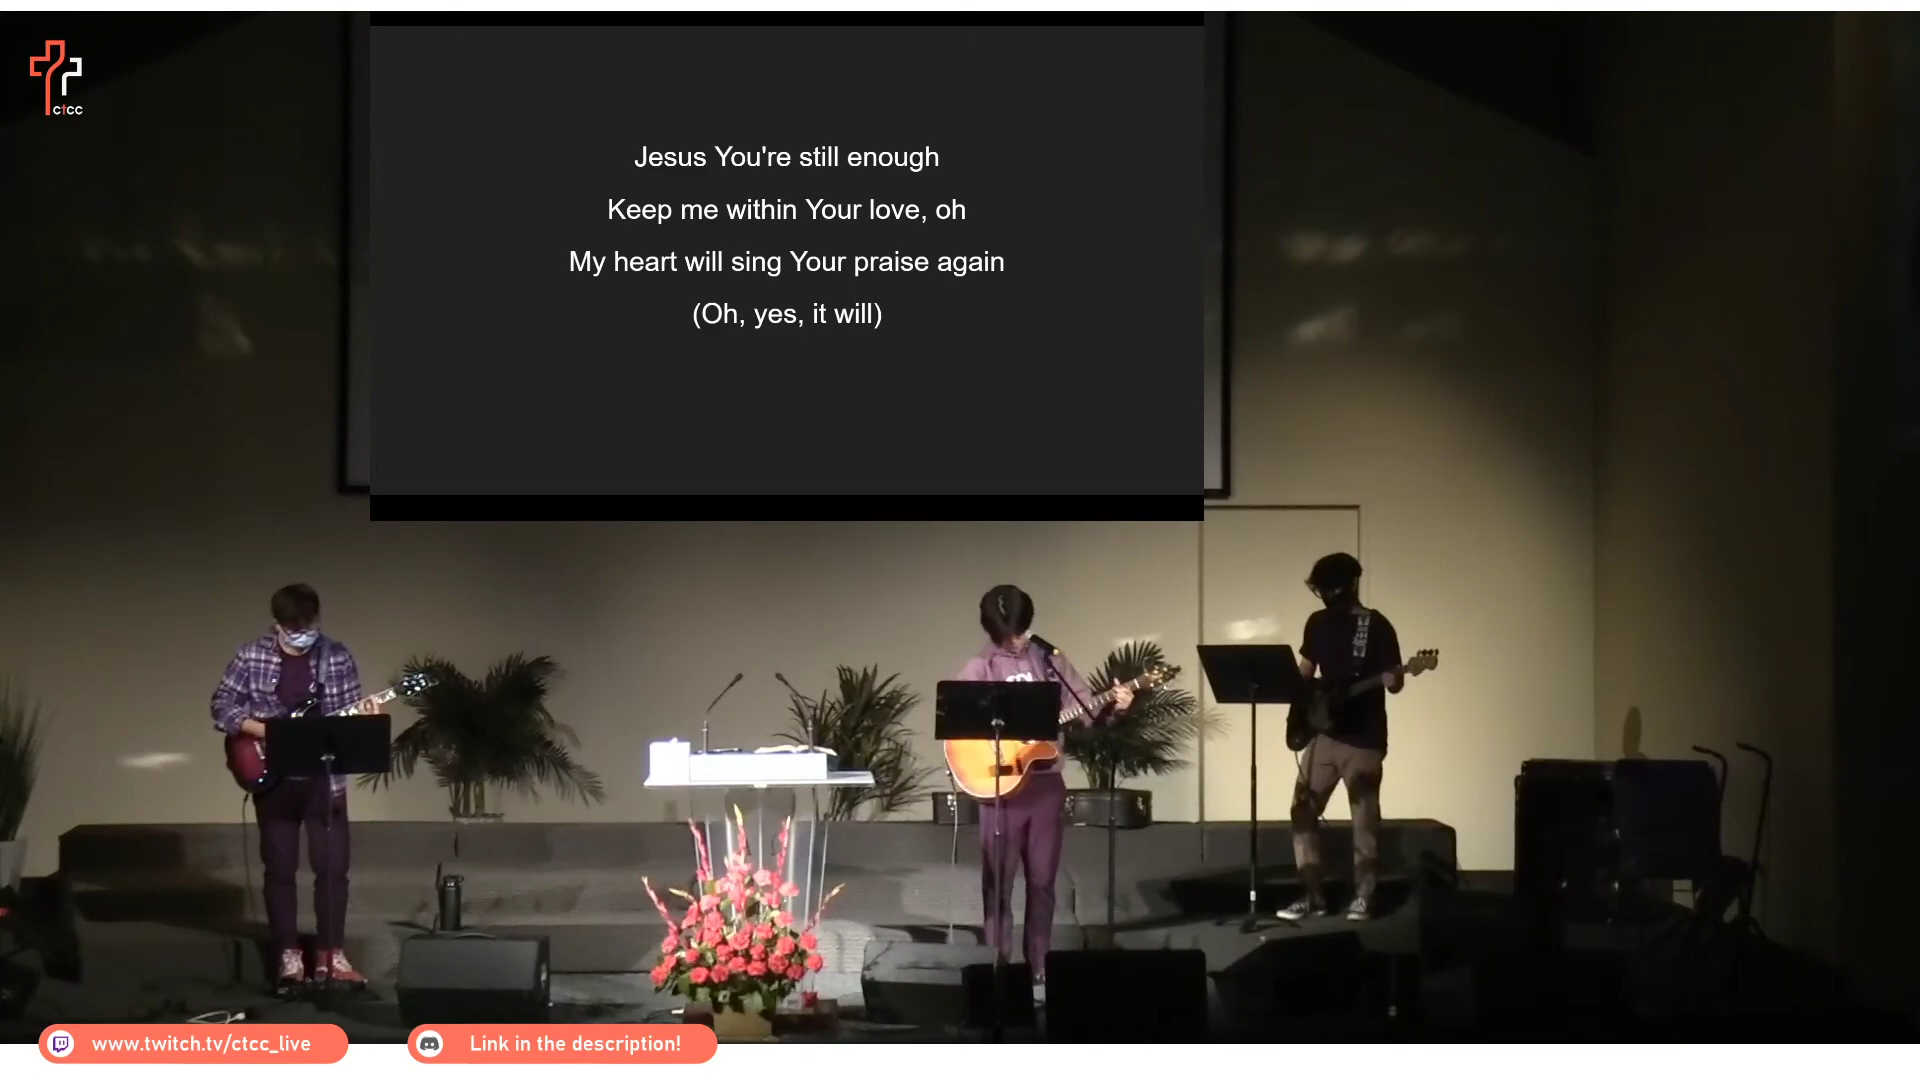 ctcc
Jesus You're still enough
Keep me within Your love, oh
My heart will sing Your praise again
(Oh, yes, it will)
www.twitch.tv/ctcc_live
Link in the description!